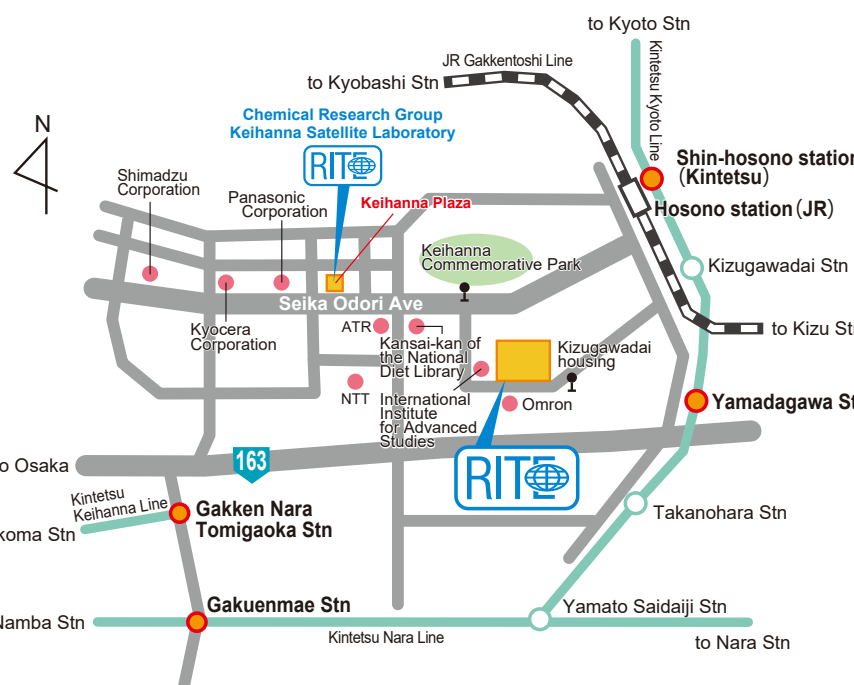 to Kyoto Stn
JR Gakkentoshi Line
to Kyobashi Stn
Kintetsu Kyoto Line
N
Chemical Research Group
Keihanna Satellite Laboratory
RITE
Shin-hosono station
(Kintetsu)
Hosono station(JR)
Shimadzu
Corporation
Panasonic
Corporation
Keihanna Plaza
Keihanna
Commemorative Park
Kizugawadai Stn
Seika Odori Ave
Kyocera
Corporation
ATR
Kansai-kan of
the National
Diet Library
Kizugawadai
housing
to Kizu St
NTT
International
Institute
for Advanced
Studies
Omron
Yamadagawa St
o Osaka
163
RITE
Kintetsu
Keihanna Line
koma Stn
Gakken Nara
Tomigaoka Stn
Takanohara Stn
Gakuenmae Stn
Yamato Saidaiji Stn
Namba Stn
Kintetsu Nara Line
to Nara Stn